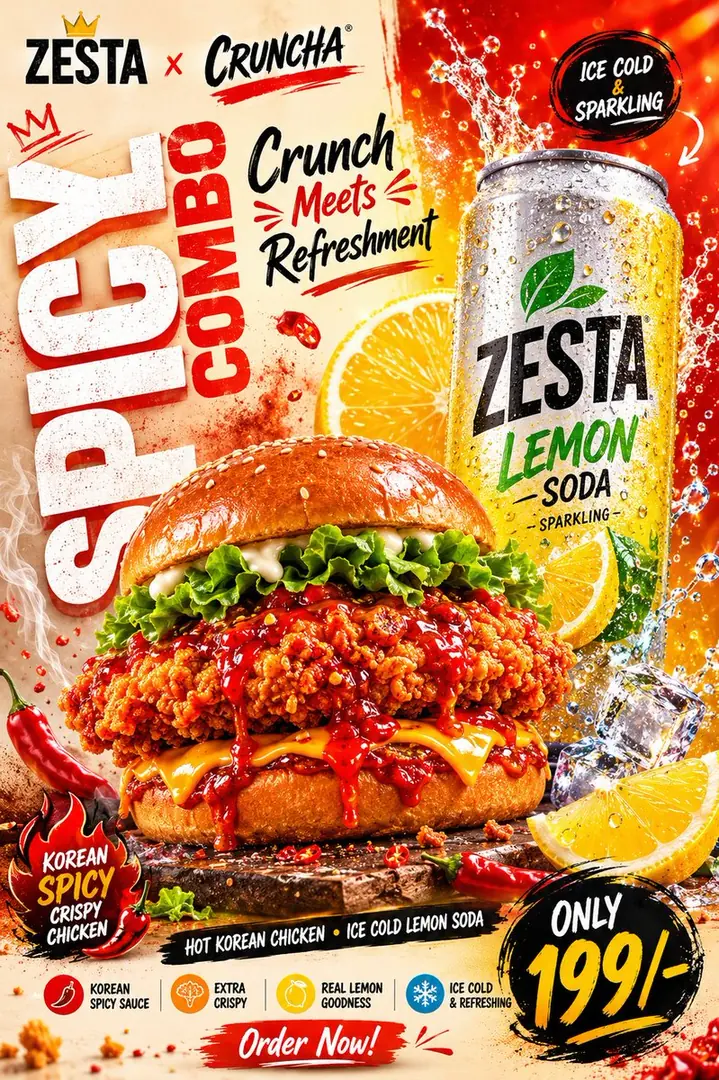 ZESTA x CRUNCHA®
SPICY
COMBO
Crunch
Meets
Refreshment
ICE COLD
&
SPARKLING
ZESTA
LEMON
SODA
- SPARKLING -
KOREAN
SPICY
CRISPY
CHICKEN
HOT KOREAN CHICKEN • ICE COLD LEMON SODA
ONLY
199/-
KOREAN
SPICY SAUCE
EXTRA
CRISPY
REAL LEMON
GOODNESS
ICE COLD
& REFRESHING
Order Now!